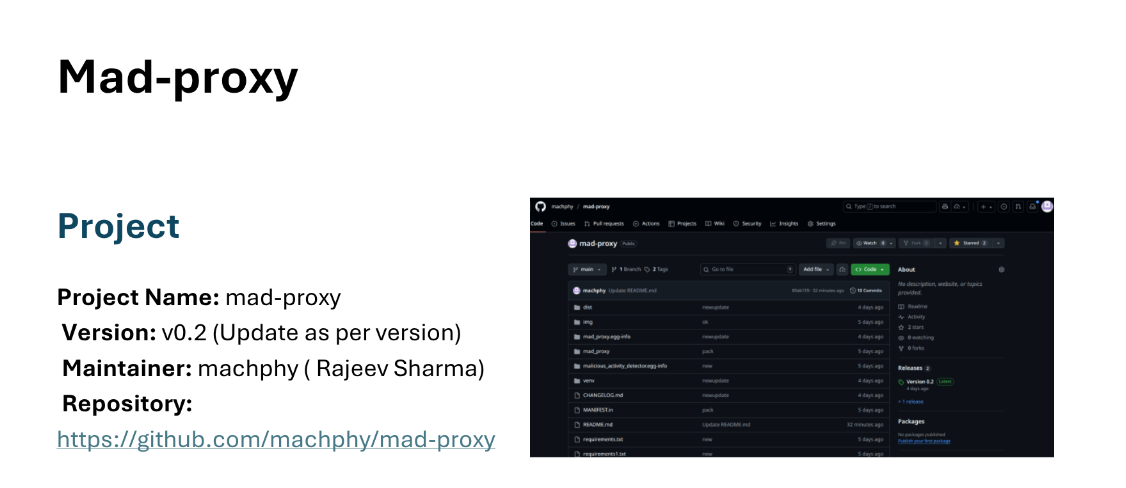 Mad-proxy
Project
Project Name: mad-proxy
Version: v0.2 (Update as per version)
Maintainer: machphy ( Rajeev Sharma)
Repository:
https://github.com/machphy/mad-proxy
machphy / mad-proxy
Type / to search
Code Issues Pull requests Actions Projects Wiki Security Insights Settings
mad-proxy Public
Pin Watch 0 Fork 0 Starred 2
main 1 Branch 2 Tags Go to file Add file Code
machphy Update README.md 32 minutes ago 10 Commits
dist newupdate 4 days ago
img ok 5 days ago
mad_proxy.egg-info newupdate 4 days ago
mad_proxy pack 5 days ago
malicious_activity_detector.egg-info new 5 days ago
venv newupdate 4 days ago
CHANGELOG.md newupdate 4 days ago
MANIFEST.in pack 5 days ago
README.md Update README.md 32 minutes ago
requirements.txt new 5 days ago
requirements1.txt new 5 days ago
About
No description, website, or topics
provided.
Readme
Activity
2 stars
0 watching
0 forks
Releases 2
Version 0.2 Latest
4 days ago
+ 1 release
Packages
No packages published
Publish your first package